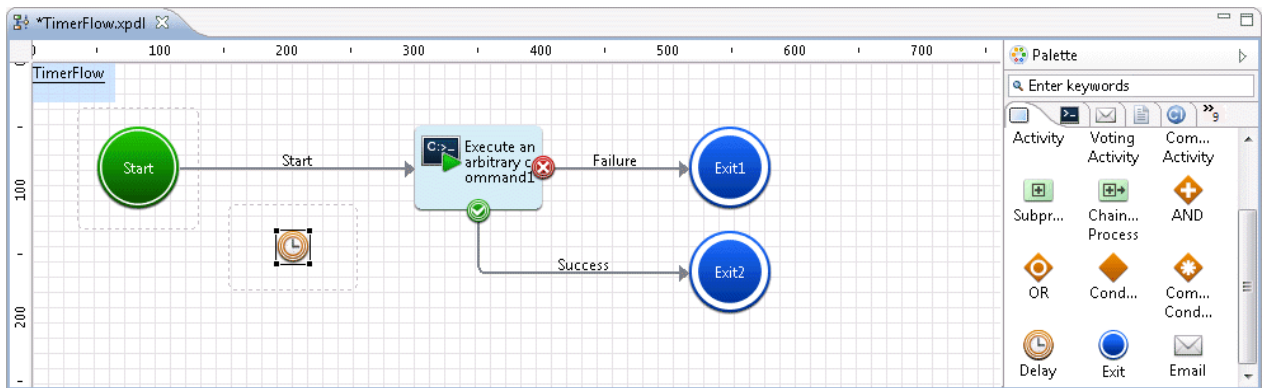 *TimerFlow.xpdl
0 100 200 300 400 500 600 700
0
100
200
TimerFlow
Start
Start
C:>_
Execute an
arbitrary c
ommand1
Failure
Exit1
Success
Exit2
Palette
Enter keywords
9
Activity
Voting
Activity
Com...
Activity
Subpr...
Chain...
Process
AND
OR
Cond...
Com...
Cond...
Delay
Exit
Email